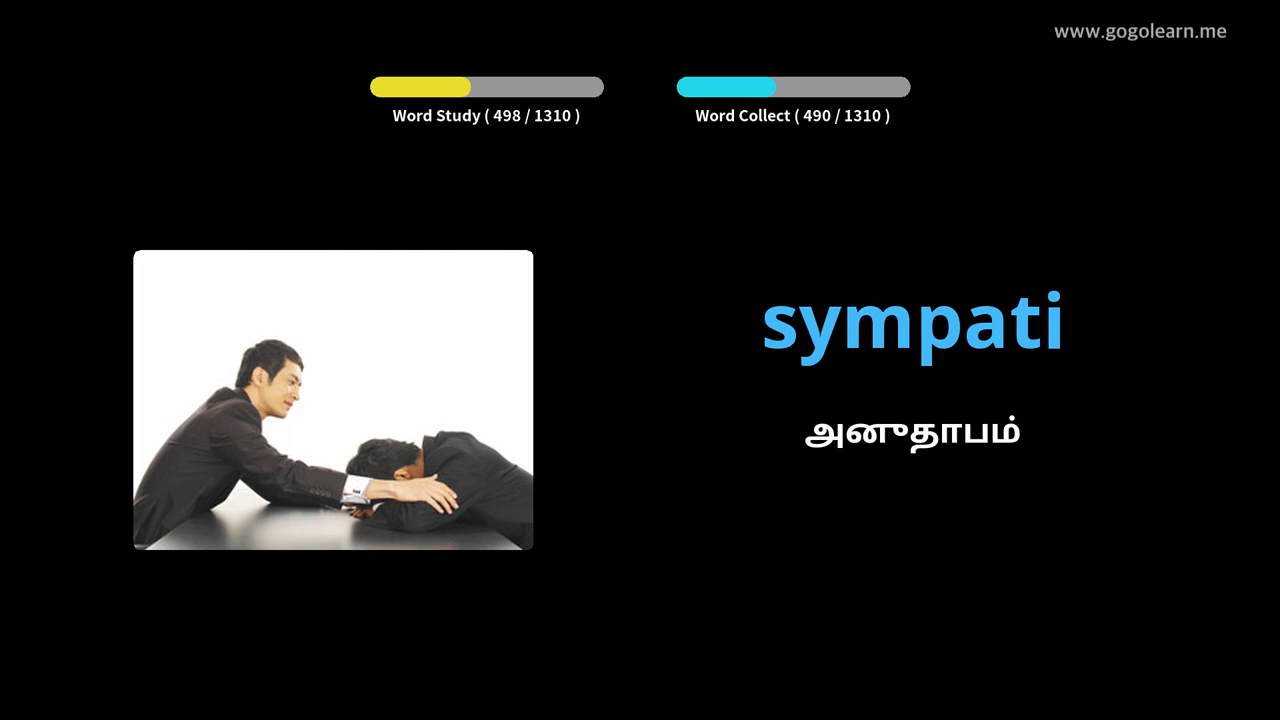 www.gogolearn.me
Word Study ( 498 / 1310 )
Word Collect ( 490 / 1310 )
sympati
அனுதாபம்